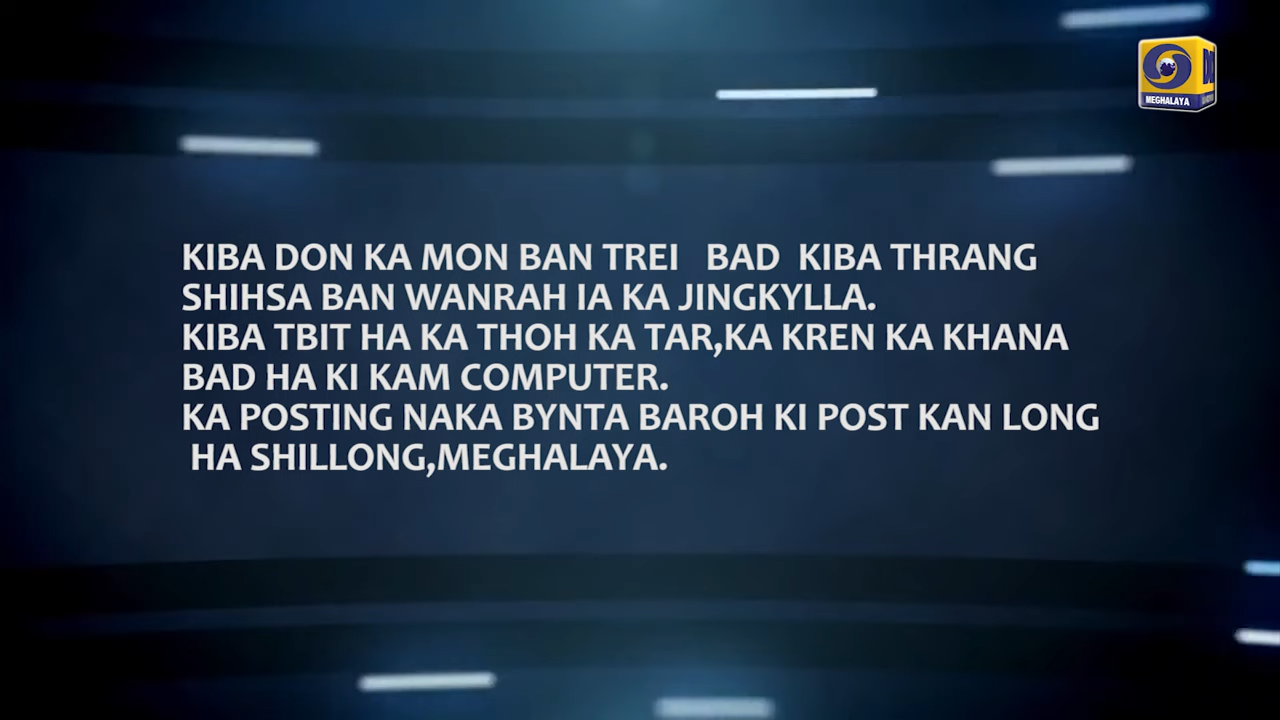 MEGHALAYA
KIBA DON KA MON BAN TREI BAD KIBA THRANG
SHIHSA BAN WANRAH IA KA JINGKYLLA.
KIBA TBIT HA KA THOH KA TAR,KA KREN KA KHANA
BAD HA KI KAM COMPUTER.
KA POSTING NAKA BYNTA BAROH KI POST KAN LONG
HA SHILLONG,MEGHALAYA.